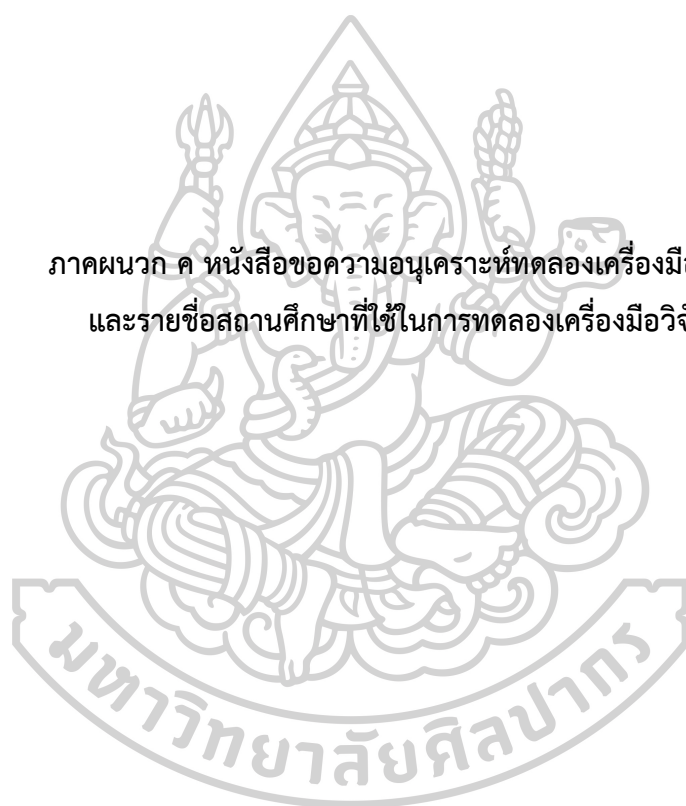 ภาคผนวก ค หนังสือขอความอนุเคราะห์ทดลองเครื่องมือ
และรายชื่อสถานศึกษาที่ใช้ในการทดลองเครื่องมือวิจ
มหาวิทยาลัยศิลปากร